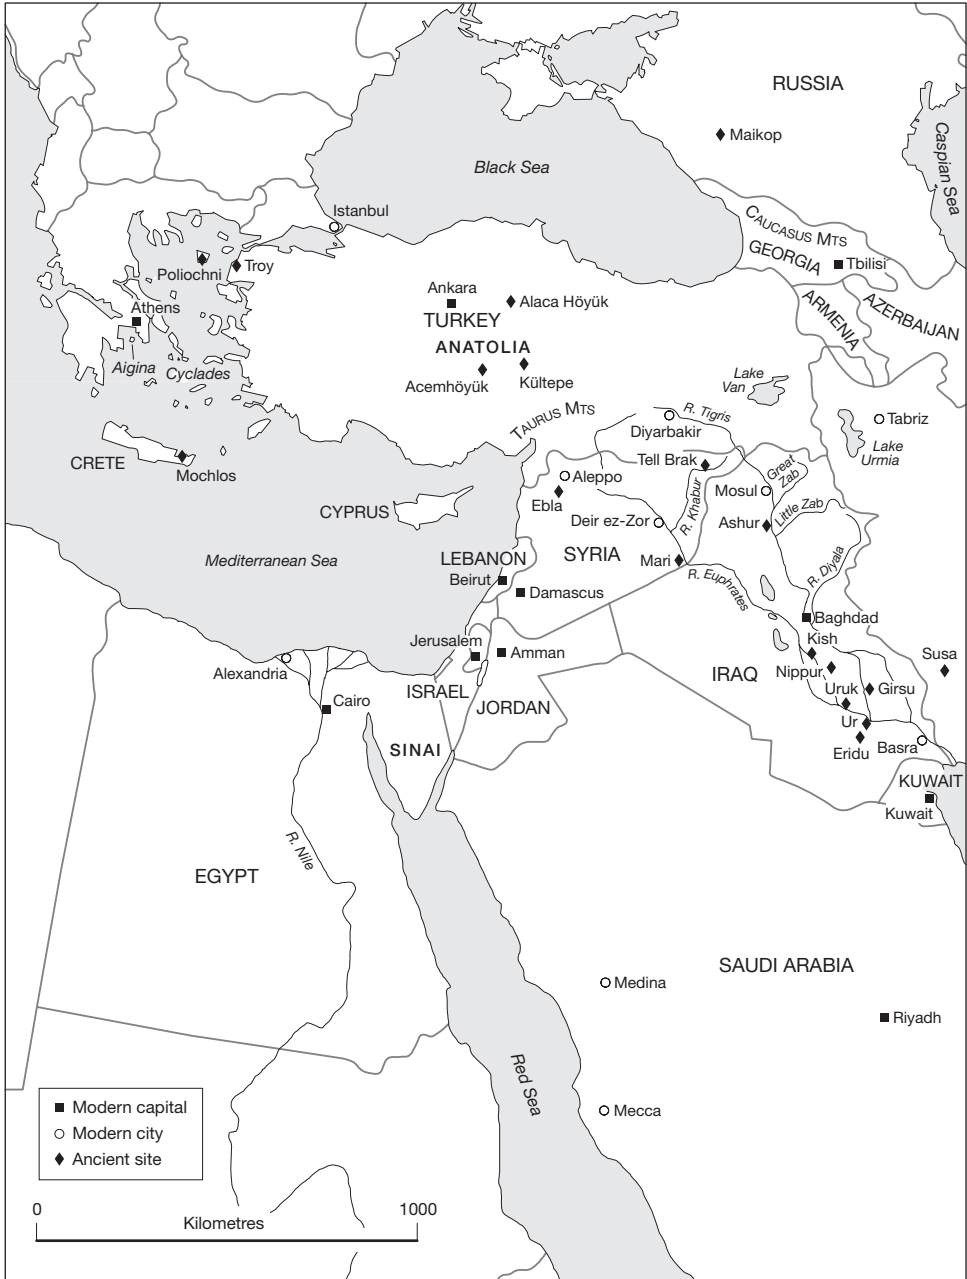 RUSSIA
Maikop
Caspian Sea
Black Sea
Istanbul
CAUCASUS MTS
GEORGIA
Tbilisi
Poliochni
Troy
Ankara
Alaca Höyük
TURKEY
ARMENIA
AZERBAIJAN
Athens
ANATOLIA
Aigina
Cyclades
Acemhöyük
Kültepe
Lake
Van
TAURUS MTS
R. Tigris
Tabriz
Diyarbakir
Lake
Urmia
CRETE
Mochlos
Tell Brak
Great
Zab
Aleppo
Mosul
Ebla
R. Khabur
Little Zab
CYPRUS
Deir ez-Zor
Ashur
Mediterranean Sea
LEBANON
SYRIA
Mari
R. Diyala
Beirut
R. Euphrates
Damascus
Baghdad
Jerusalem
Amman
Kish
Susa
Alexandria
Nippur
IRAQ
ISRAEL
Uruk
Girsu
Cairo
JORDAN
Ur
SINAI
Eridu
Basra
KUWAIT
Kuwait
R. Nile
EGYPT
SAUDI ARABIA
Medina
Riyadh
Red Sea
Mecca
Modern capital
Modern city
Ancient site
0
1000
Kilometres